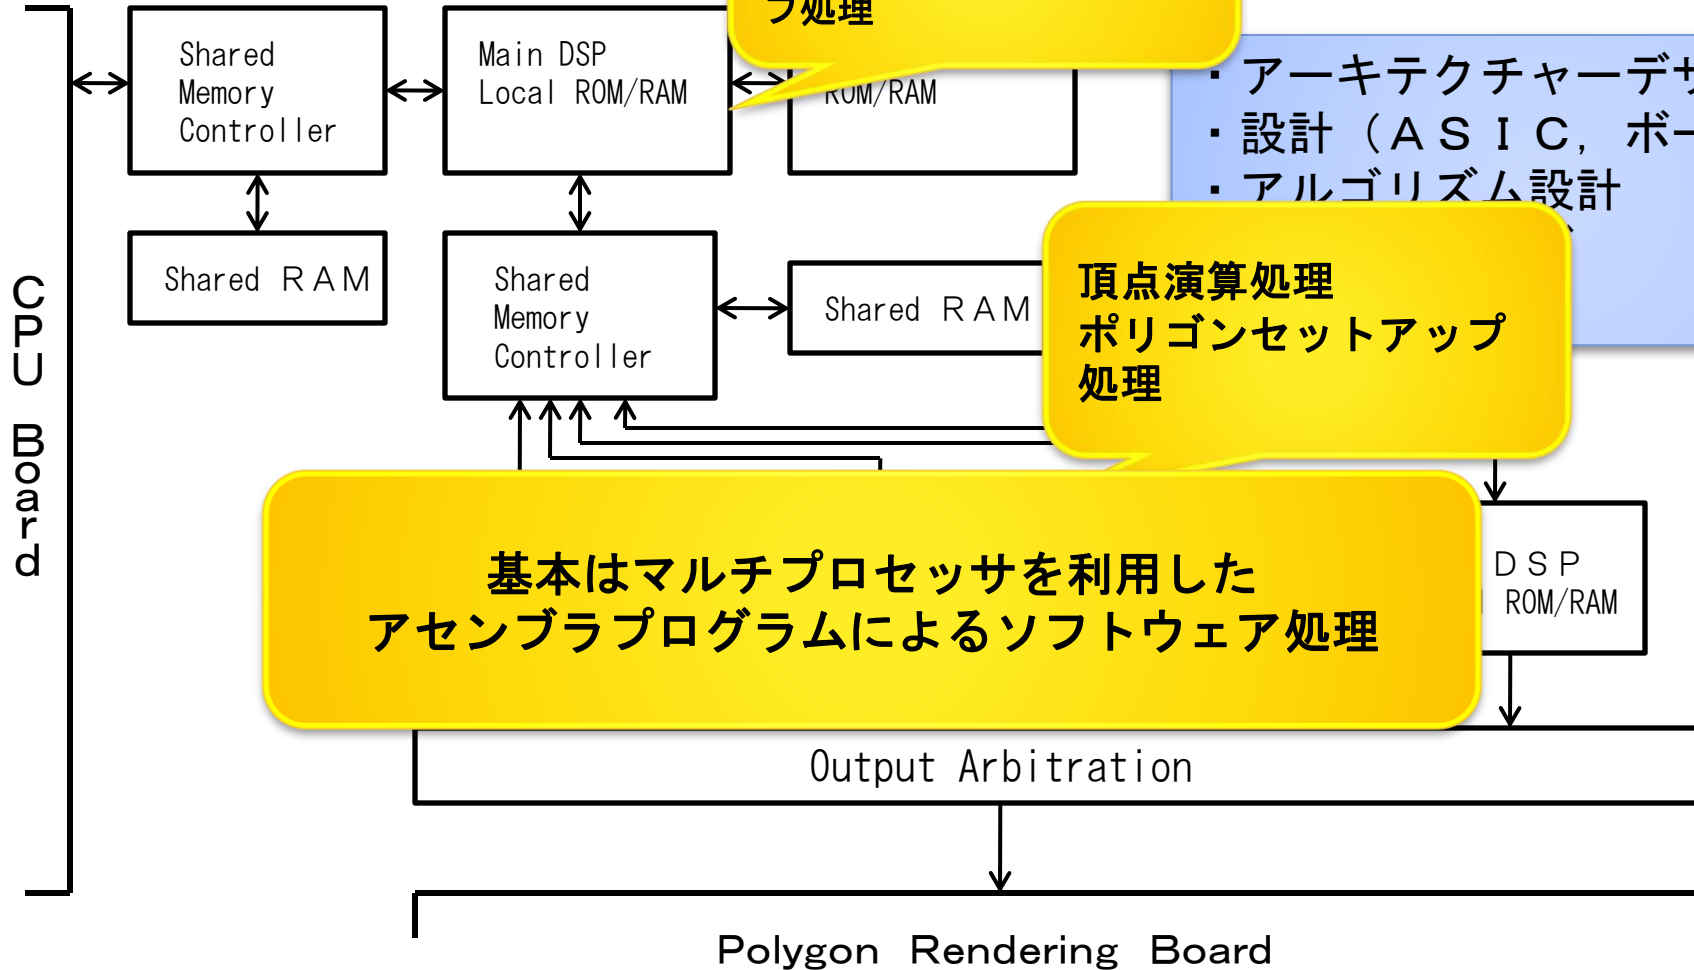 フ処理
Shared
Memory
Controller
Main DSP
Local ROM/RAM
ROM/RAM
・アーキテクチャーデザ
・設計（ＡＳＩＣ，ボー
・アルゴリズム設計
Shared ＲＡＭ
Shared
Memory
Controller
Shared ＲＡＭ
頂点演算処理
ポリゴンセットアップ
処理
CPU Board
基本はマルチプロセッサを利用した
アセンブラプログラムによるソフトウェア処理
ＤＳＰ
ROM/RAM
Output Arbitration
Polygon Rendering Board